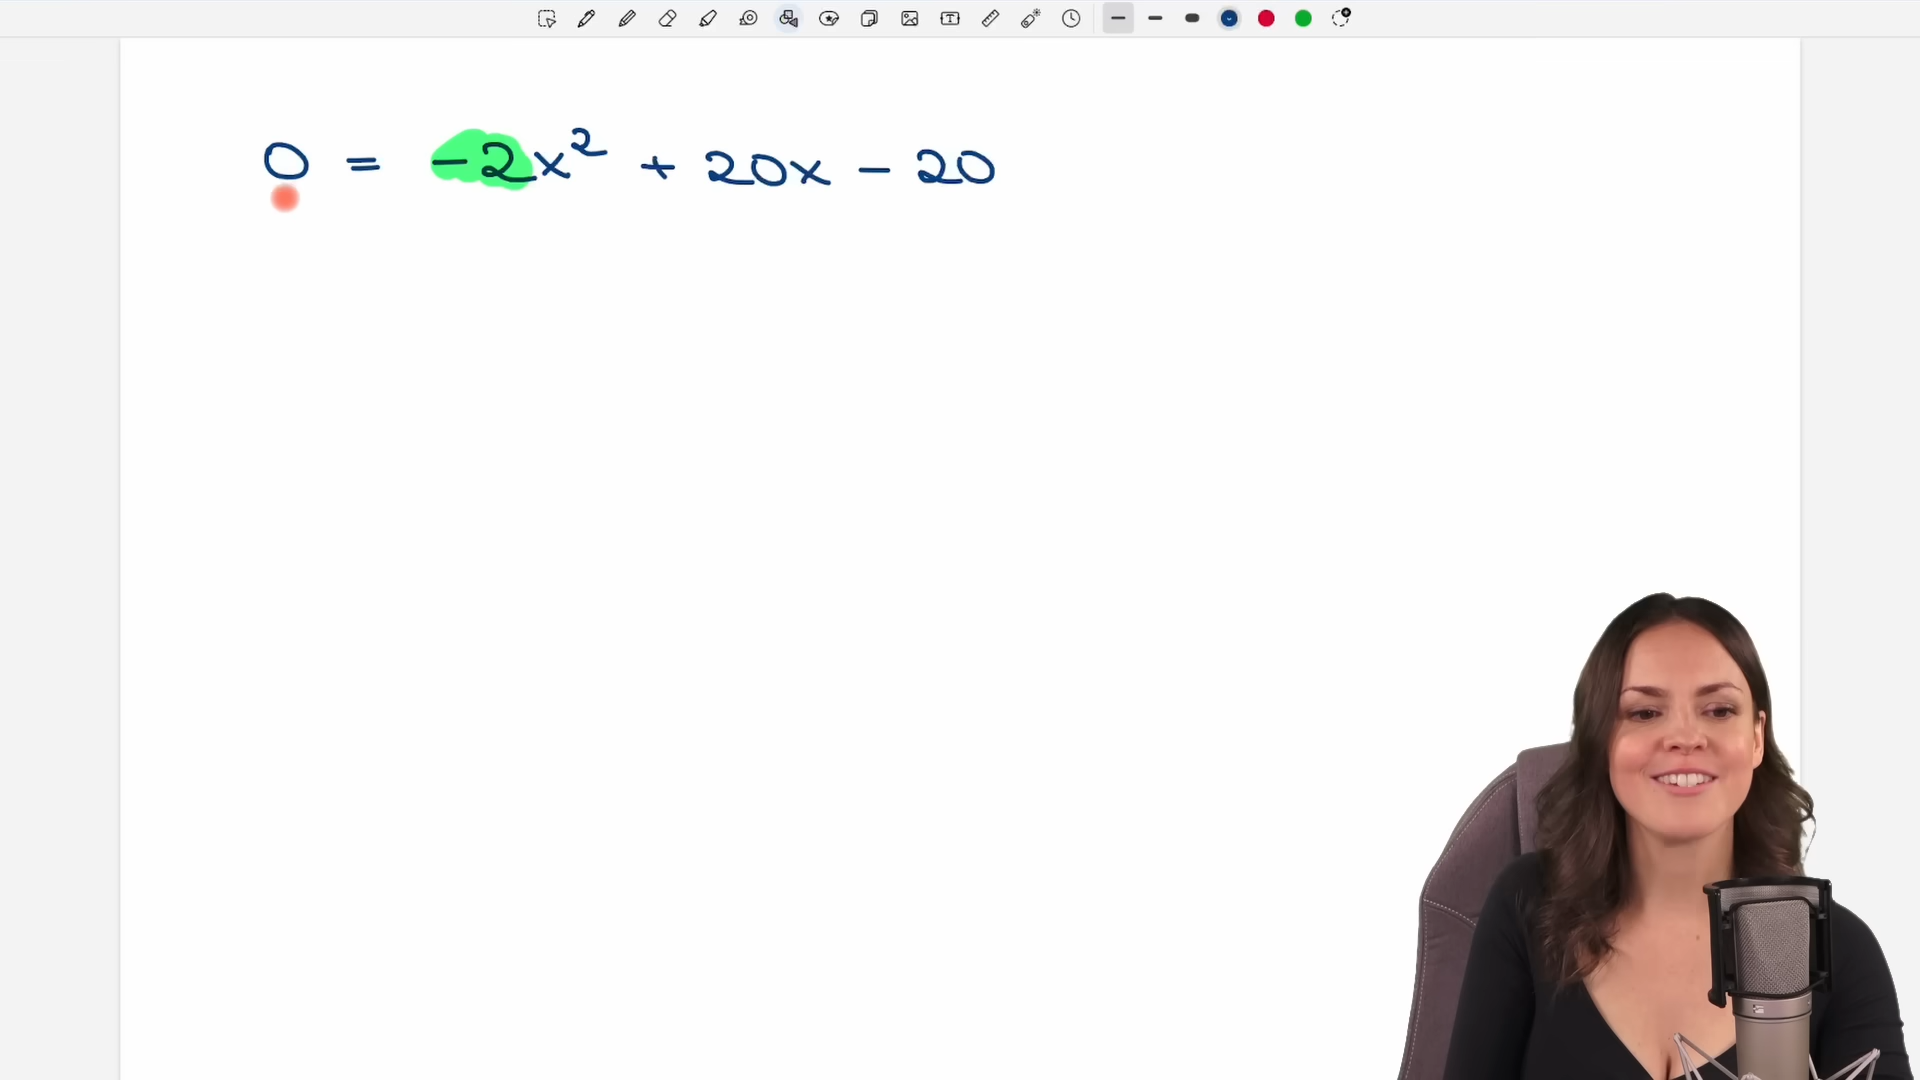 0 = -2x² + 20x - 20